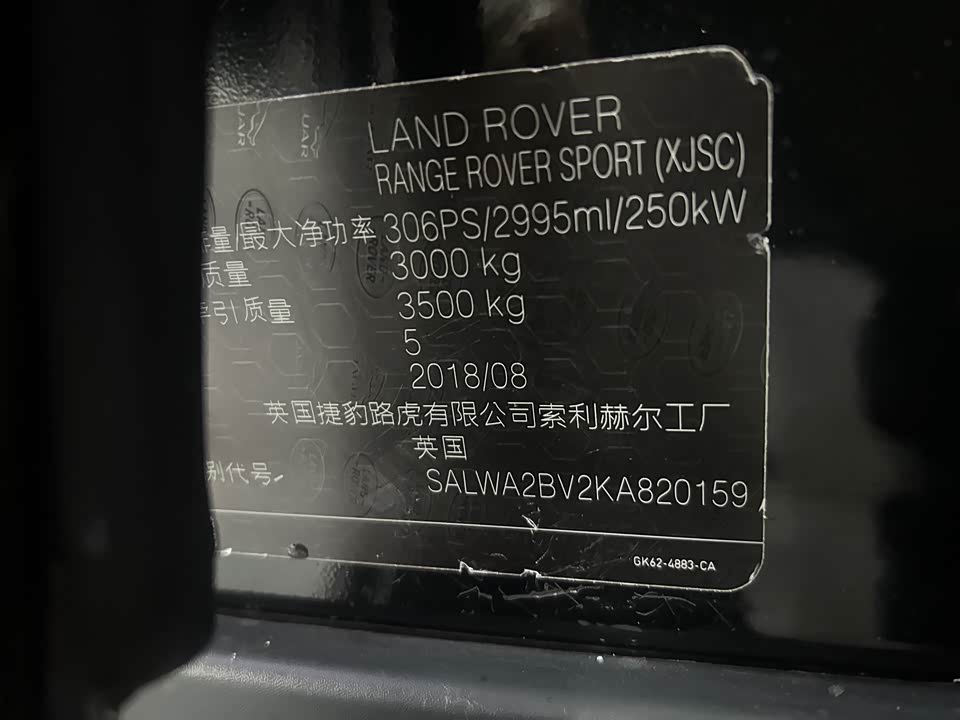 LAND ROVER
RANGE ROVER SPORT (XJSC)
量/最大净功率 306PS/2995ml/250kW
质量 3000 kg
牵引质量 3500 kg
5
2018/08
英国捷豹路虎有限公司索利赫尔工厂
英国
别代号 SALWA2BV2KA820159
GK62-4883-CA